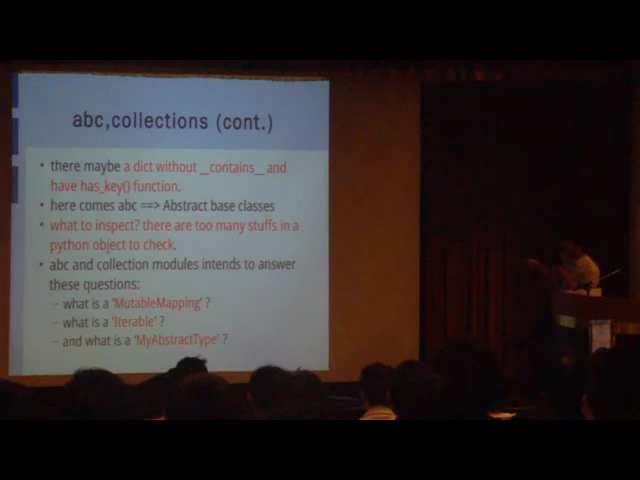 abc,collections (cont.)
• there maybe a dict without __contains__ and
have has_key() function.
• here comes abc ==> Abstract base classes
• what to inspect? there are too many stuffs in a
python object to check.
• abc and collection modules intends to answer
these questions:
– what is a 'MutableMapping' ?
– what is a 'Iterable' ?
– and what is a 'MyAbstractType' ?